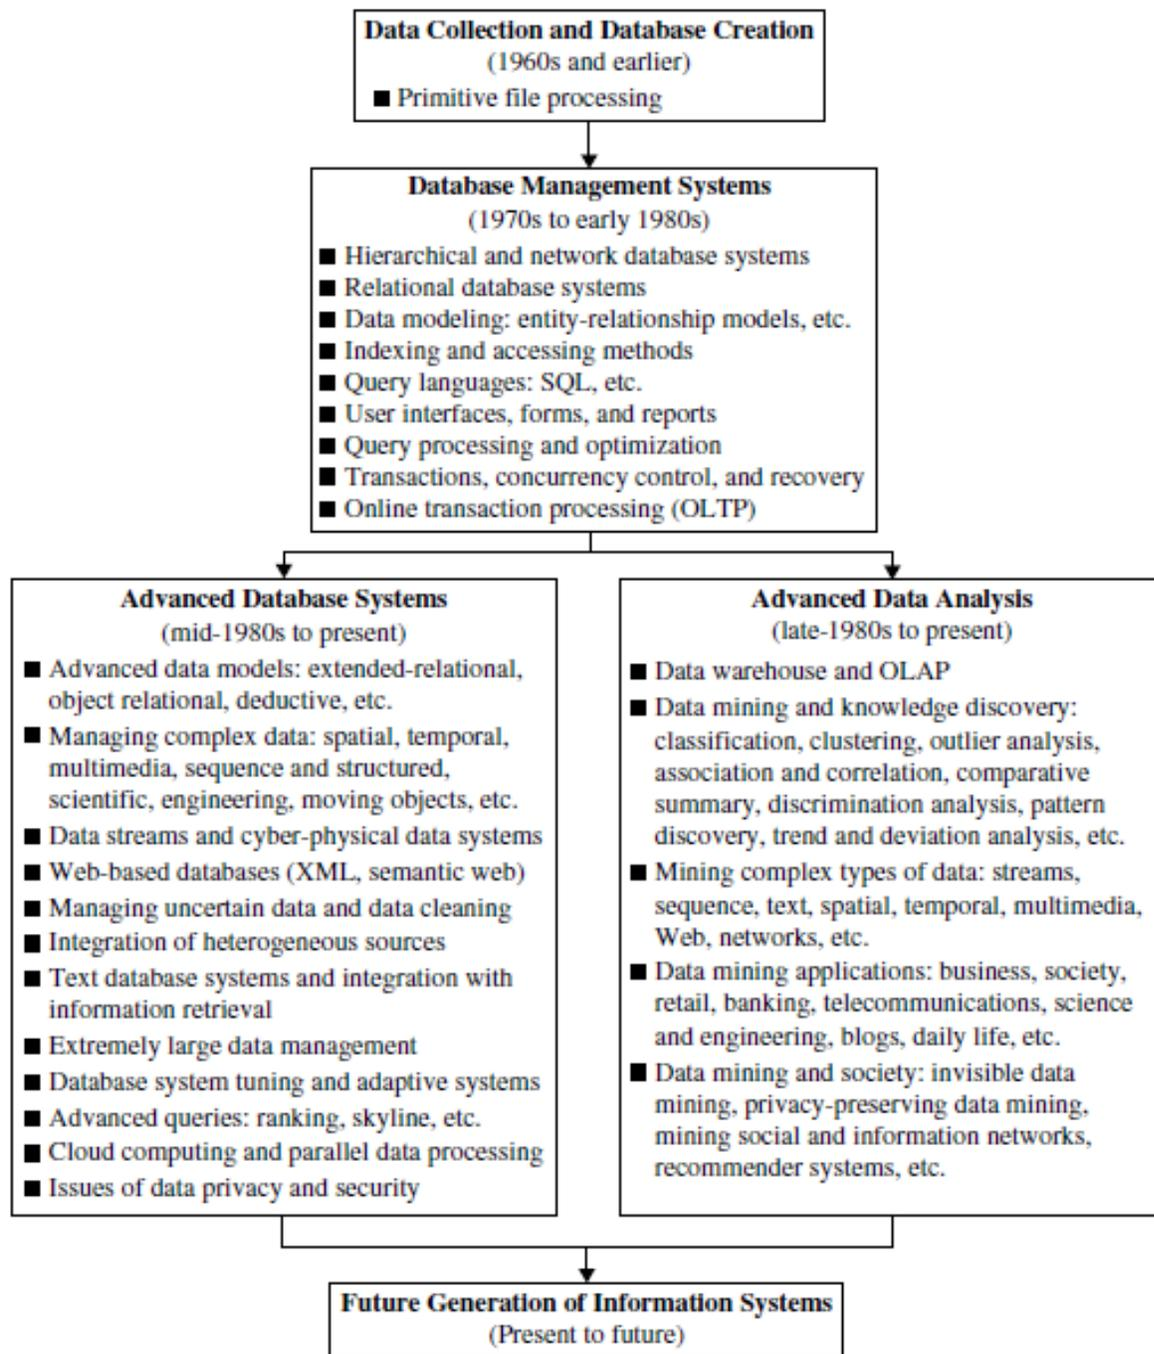 Data Collection and Database Creation
(1960s and earlier)
■ Primitive file processing
Database Management Systems
(1970s to early 1980s)
■ Hierarchical and network database systems
■ Relational database systems
■ Data modeling: entity-relationship models, etc.
■ Indexing and accessing methods
■ Query languages: SQL, etc.
■ User interfaces, forms, and reports
■ Query processing and optimization
■ Transactions, concurrency control, and recovery
■ Online transaction processing (OLTP)
Advanced Database Systems
(mid-1980s to present)
■ Advanced data models: extended-relational,
object relational, deductive, etc.
■ Managing complex data: spatial, temporal,
multimedia, sequence and structured,
scientific, engineering, moving objects, etc.
■ Data streams and cyber-physical data systems
■ Web-based databases (XML, semantic web)
■ Managing uncertain data and data cleaning
■ Integration of heterogeneous sources
■ Text database systems and integration with
information retrieval
■ Extremely large data management
■ Database system tuning and adaptive systems
■ Advanced queries: ranking, skyline, etc.
■ Cloud computing and parallel data processing
■ Issues of data privacy and security
Advanced Data Analysis
(late-1980s to present)
■ Data warehouse and OLAP
■ Data mining and knowledge discovery:
classification, clustering, outlier analysis,
association and correlation, comparative
summary, discrimination analysis, pattern
discovery, trend and deviation analysis, etc.
■ Mining complex types of data: streams,
sequence, text, spatial, temporal, multimedia,
Web, networks, etc.
■ Data mining applications: business, society,
retail, banking, telecommunications, science
and engineering, blogs, daily life, etc.
■ Data mining and society: invisible data
mining, privacy-preserving data mining,
mining social and information networks,
recommender systems, etc.
Future Generation of Information Systems
(Present to future)